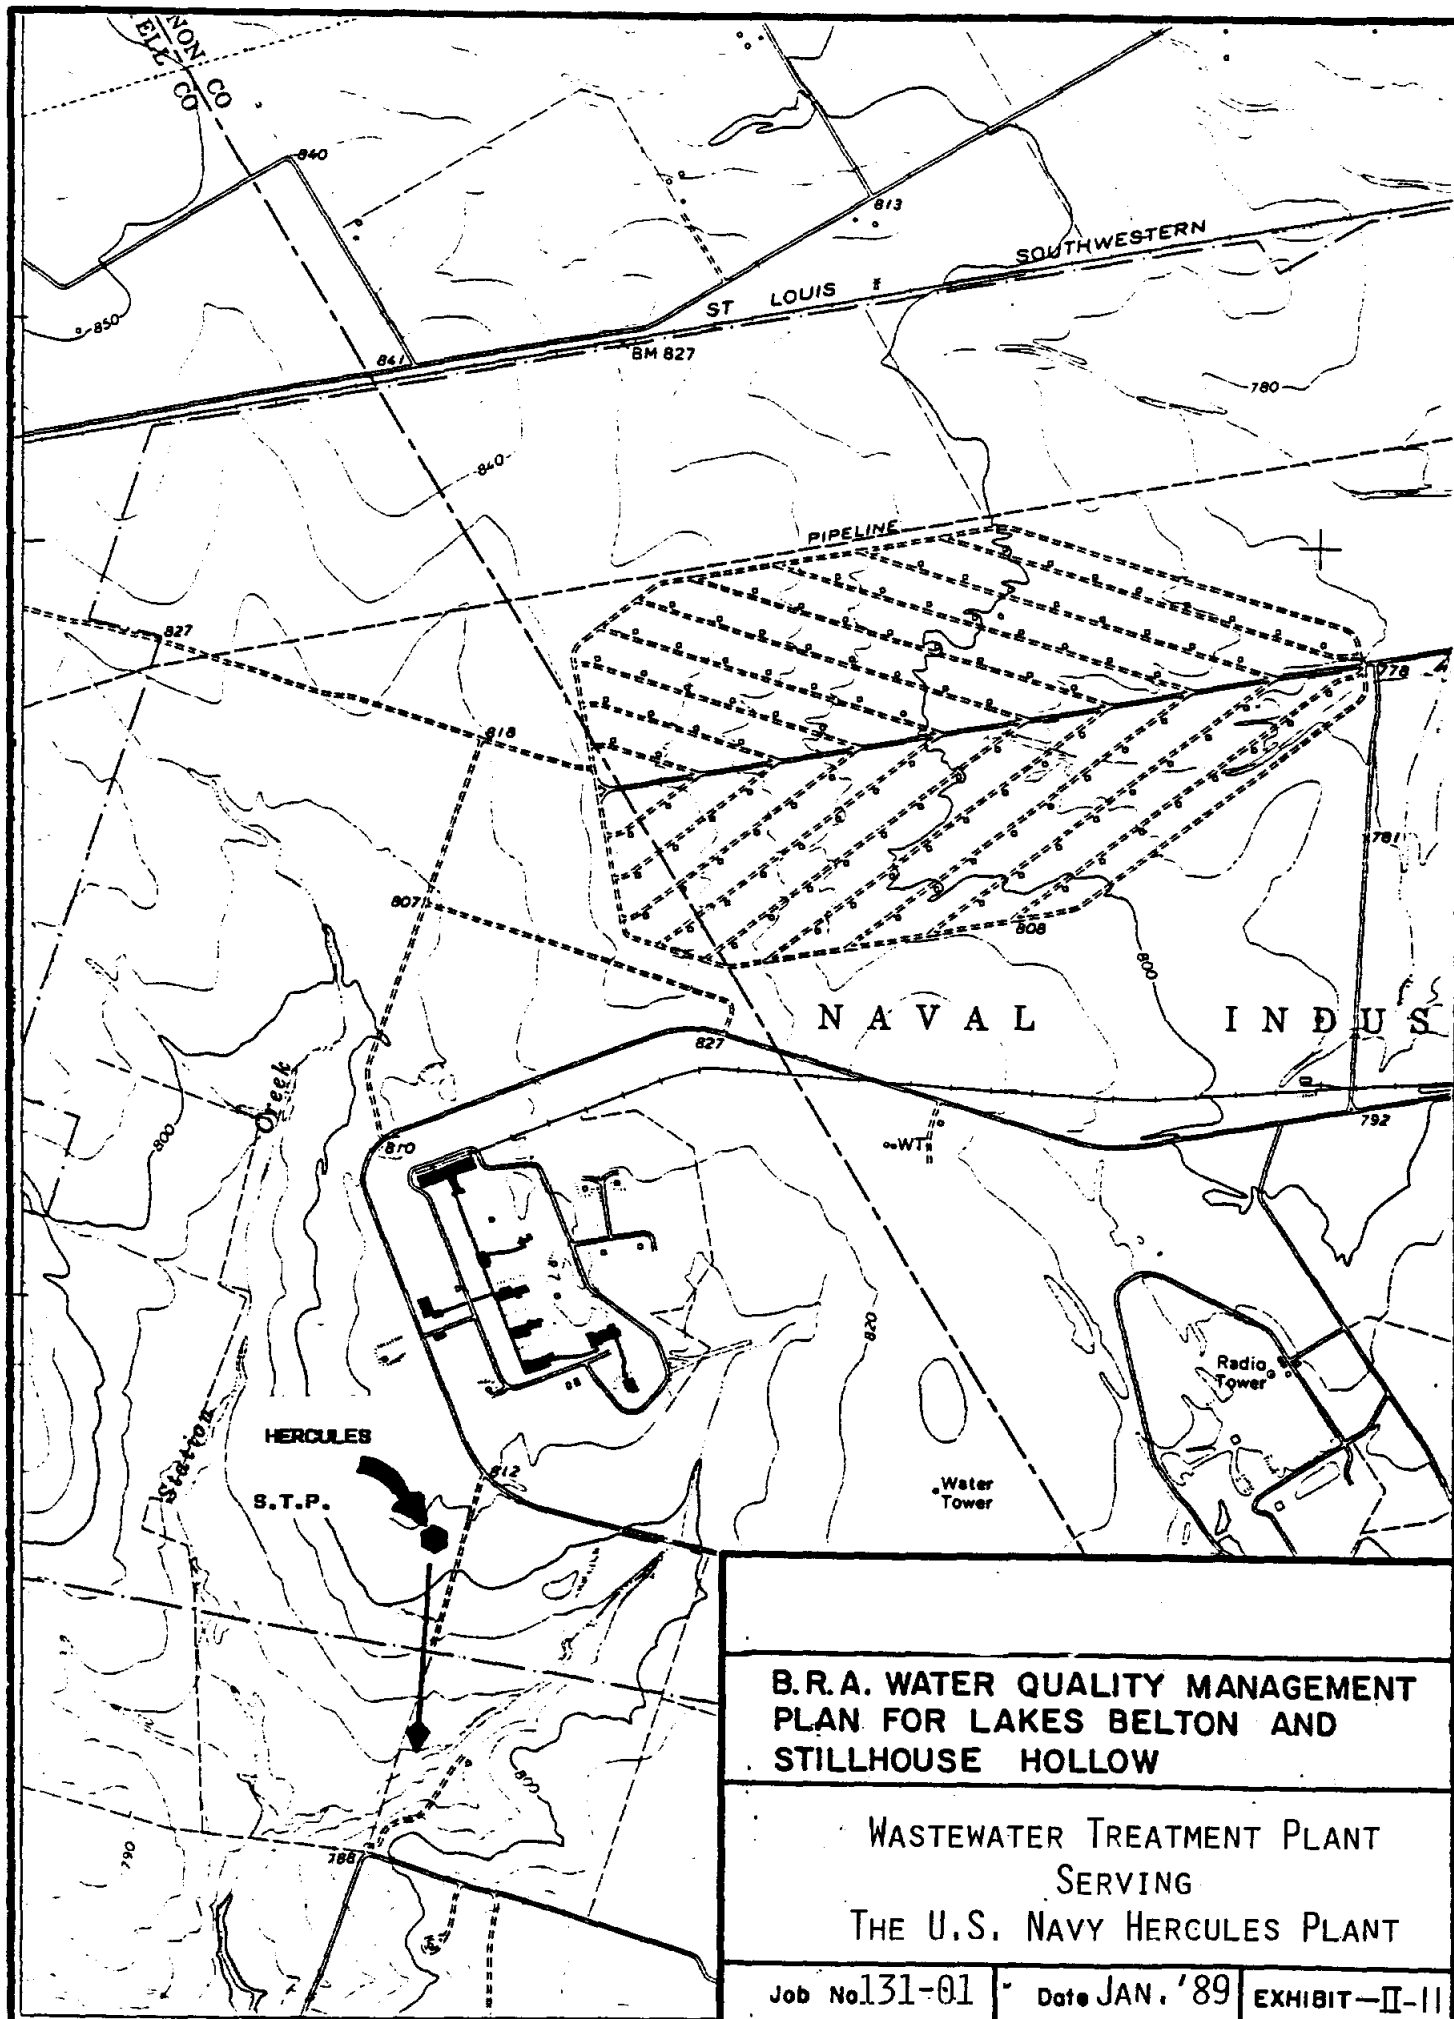 NON CO
ELL CO
840
813
SOUTHWESTERN
ST LOUIS
850
841
BM 827
780
840
PIPELINE
827
778
818
781
807
808
800
NAVAL INDUS
827
Creek
800
810
792
WT
820
Radio
Tower
HERCULES
Station
812
S.T.P.
Water
Tower
800
790
788
B.R.A. WATER QUALITY MANAGEMENT
PLAN FOR LAKES BELTON AND
STILLHOUSE HOLLOW
WASTEWATER TREATMENT PLANT
SERVING
THE U.S. NAVY HERCULES PLANT
Job No 131-01 Date JAN. '89 EXHIBIT-II-11